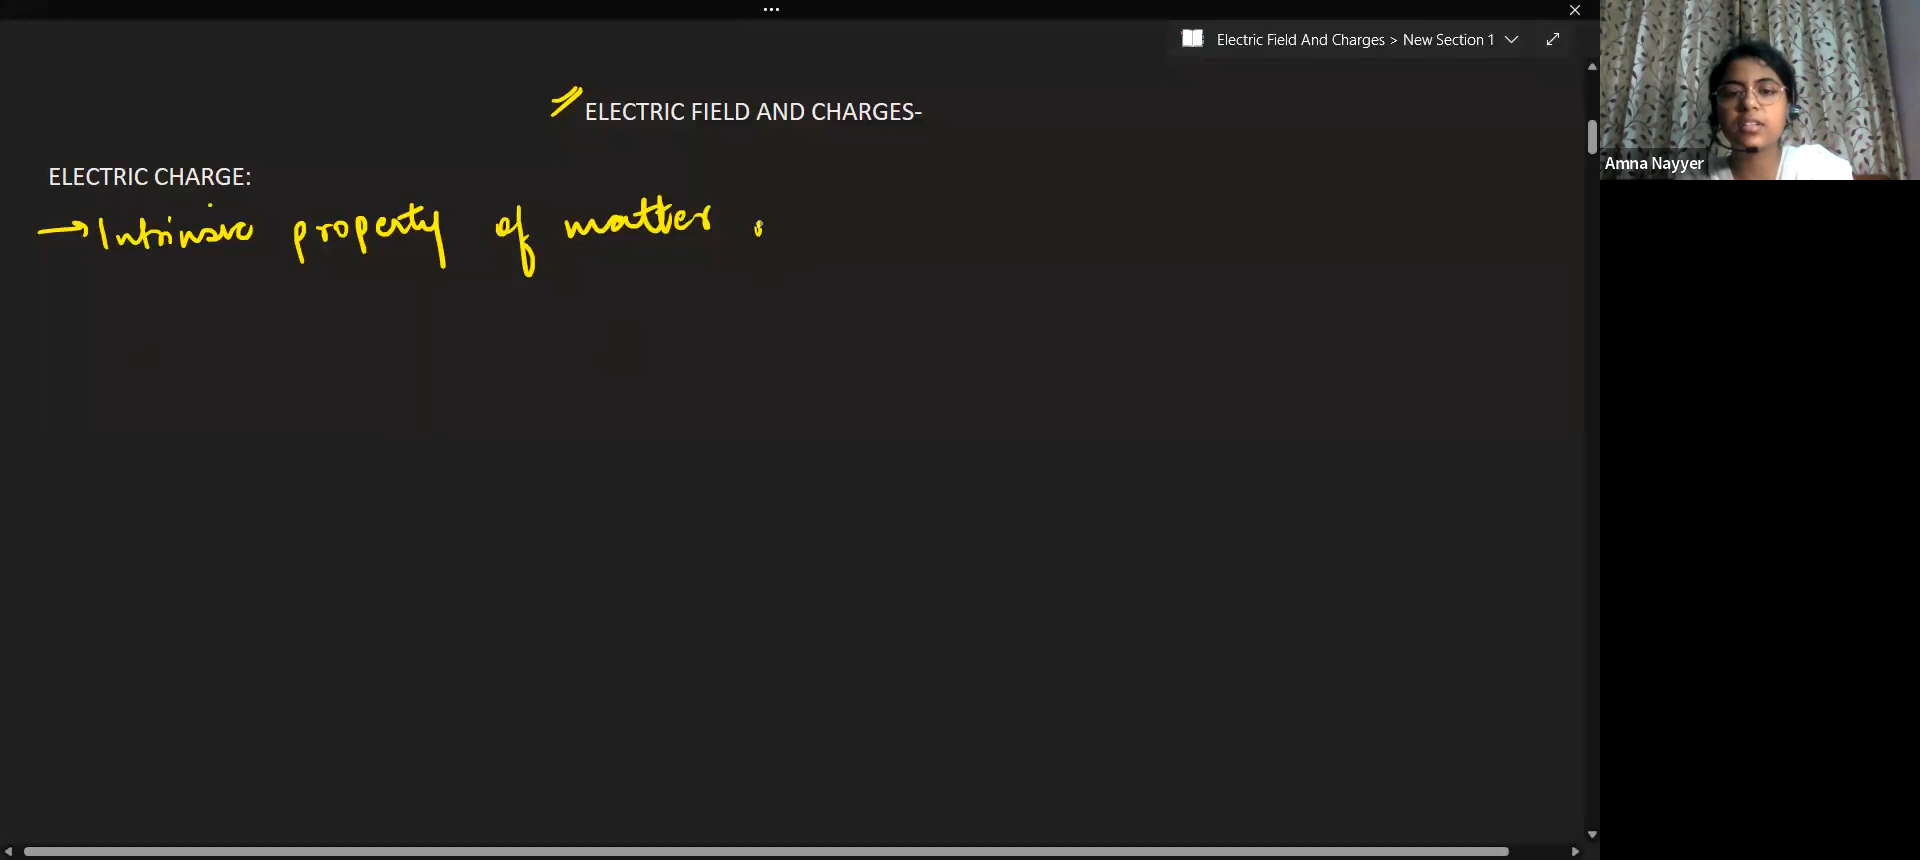 Electric Field And Charges > New Section 1
ELECTRIC FIELD AND CHARGES-
Amna Nayyer
ELECTRIC CHARGE:
→Intrinsic property of matter .